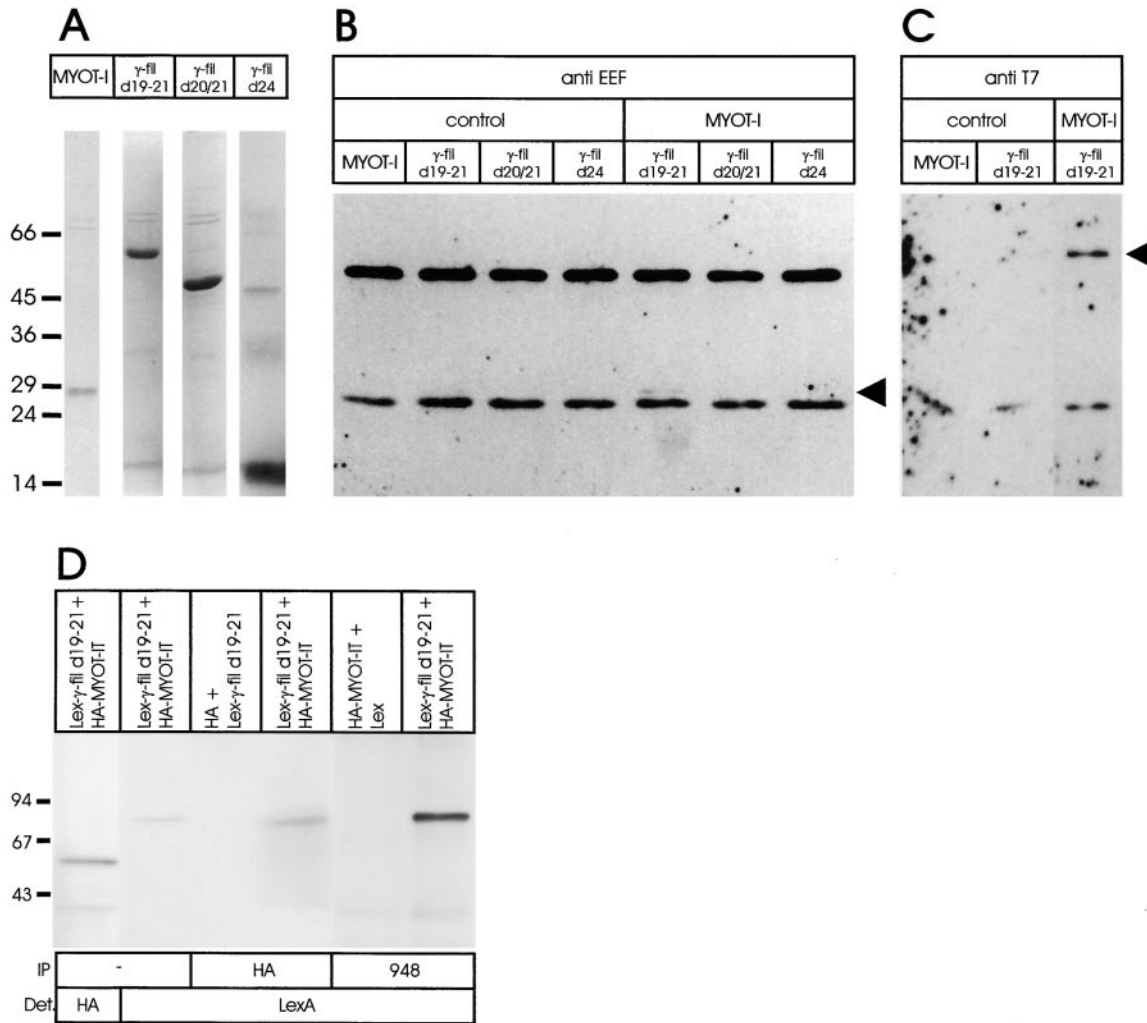 A
MYOT-I
γ-fil
d19-21
γ-fil
d20/21
γ-fil
d24
66
45
36
29
24
14
B
anti EEF
control
MYOT-I
MYOT-I
γ-fil
d19-21
γ-fil
d20/21
γ-fil
d24
γ-fil
d19-21
γ-fil
d20/21
γ-fil
d24
C
anti T7
control
MYOT-I
MYOT-I
γ-fil
d19-21
γ-fil
d19-21
D
Lex-γ-fil d19-21 +
HA-MYOT-IT
Lex-γ-fil d19-21 +
HA-MYOT-IT
HA +
Lex-γ-fil d19-21
Lex-γ-fil d19-21 +
HA-MYOT-IT
HA-MYOT-IT +
Lex
Lex-γ-fil d19-21 +
HA-MYOT-IT
94
67
43
IP
-
HA
948
Det.
HA
LexA